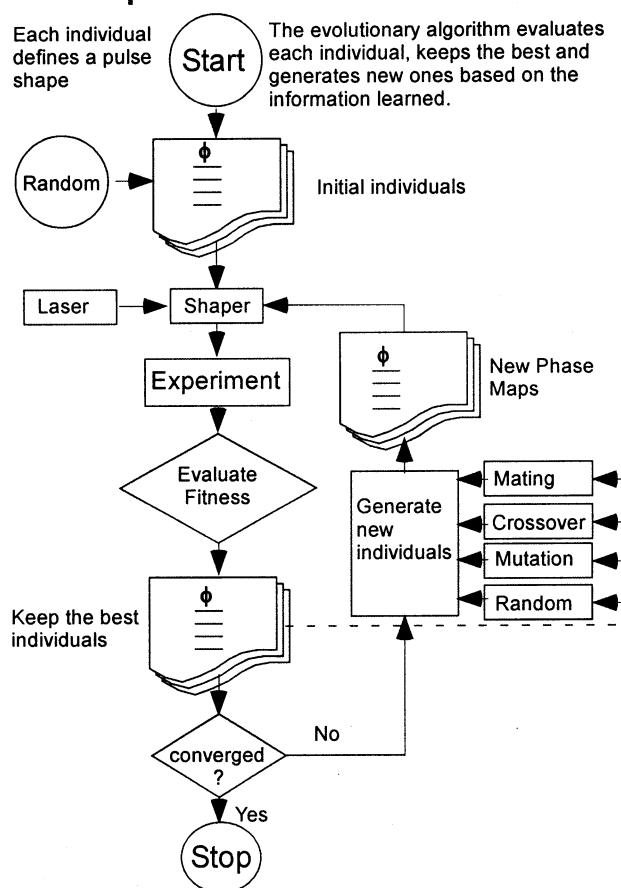 Each individual
defines a pulse
shape
Start
The evolutionary algorithm evaluates
each individual, keeps the best and
generates new ones based on the
information learned.
Random
ϕ
Initial individuals
Laser
Shaper
Experiment
ϕ
New Phase
Maps
Evaluate
Fitness
Generate
new
individuals
Mating
Crossover
Mutation
Random
Keep the best
individuals
ϕ
converged
?
No
Yes
Stop